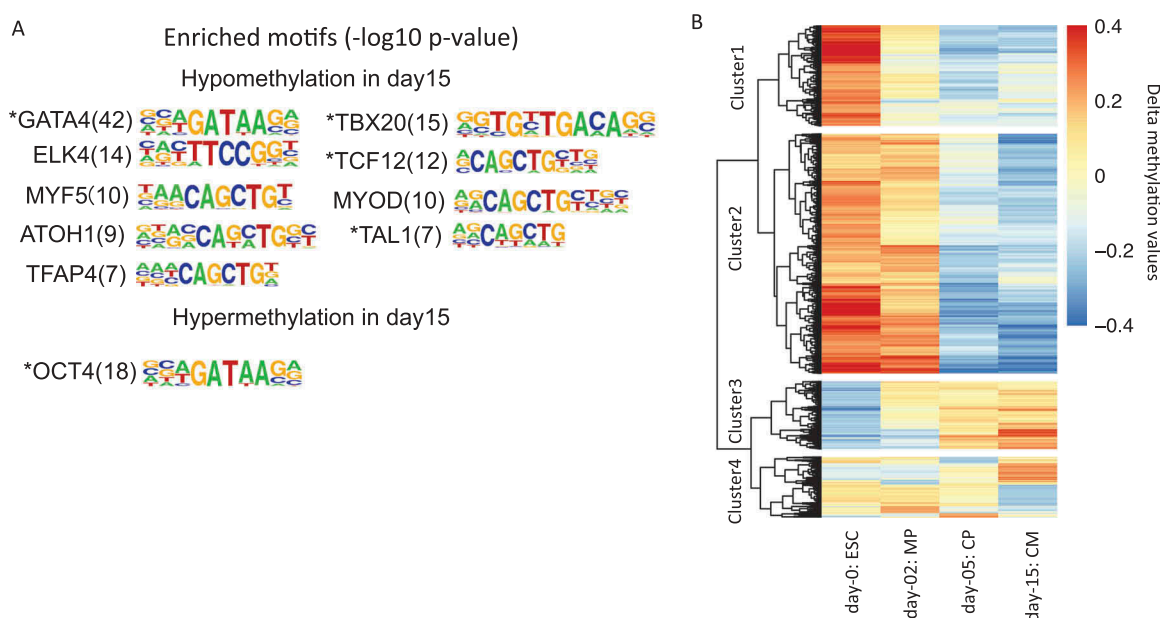 A
Enriched motifs (-log10 p-value)
Hypomethylation in day15
*GATA4(42)
ELK4(14)
MYF5(10)
ATOH1(9)
TFAP4(7)
*TBX20(15)
*TCF12(12)
MYOD(10)
*TAL1(7)
Hypermethylation in day15
*OCT4(18)
B
Cluster1
Cluster2
Cluster3
Cluster4
day-0: ESC
day-02: MP
day-05: CP
day-15: CM
0.4
0.2
0
−0.2
−0.4
Delta methylation values